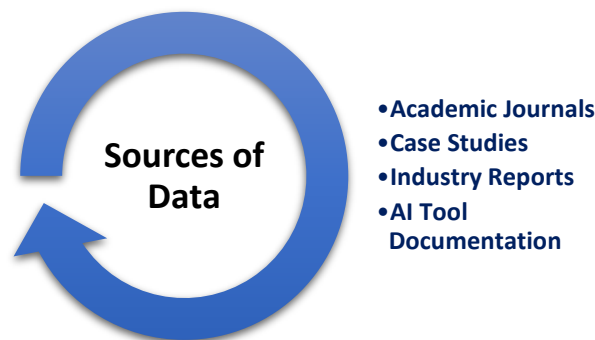 Sources of
Data
•Academic Journals
•Case Studies
•Industry Reports
•AI Tool
Documentation